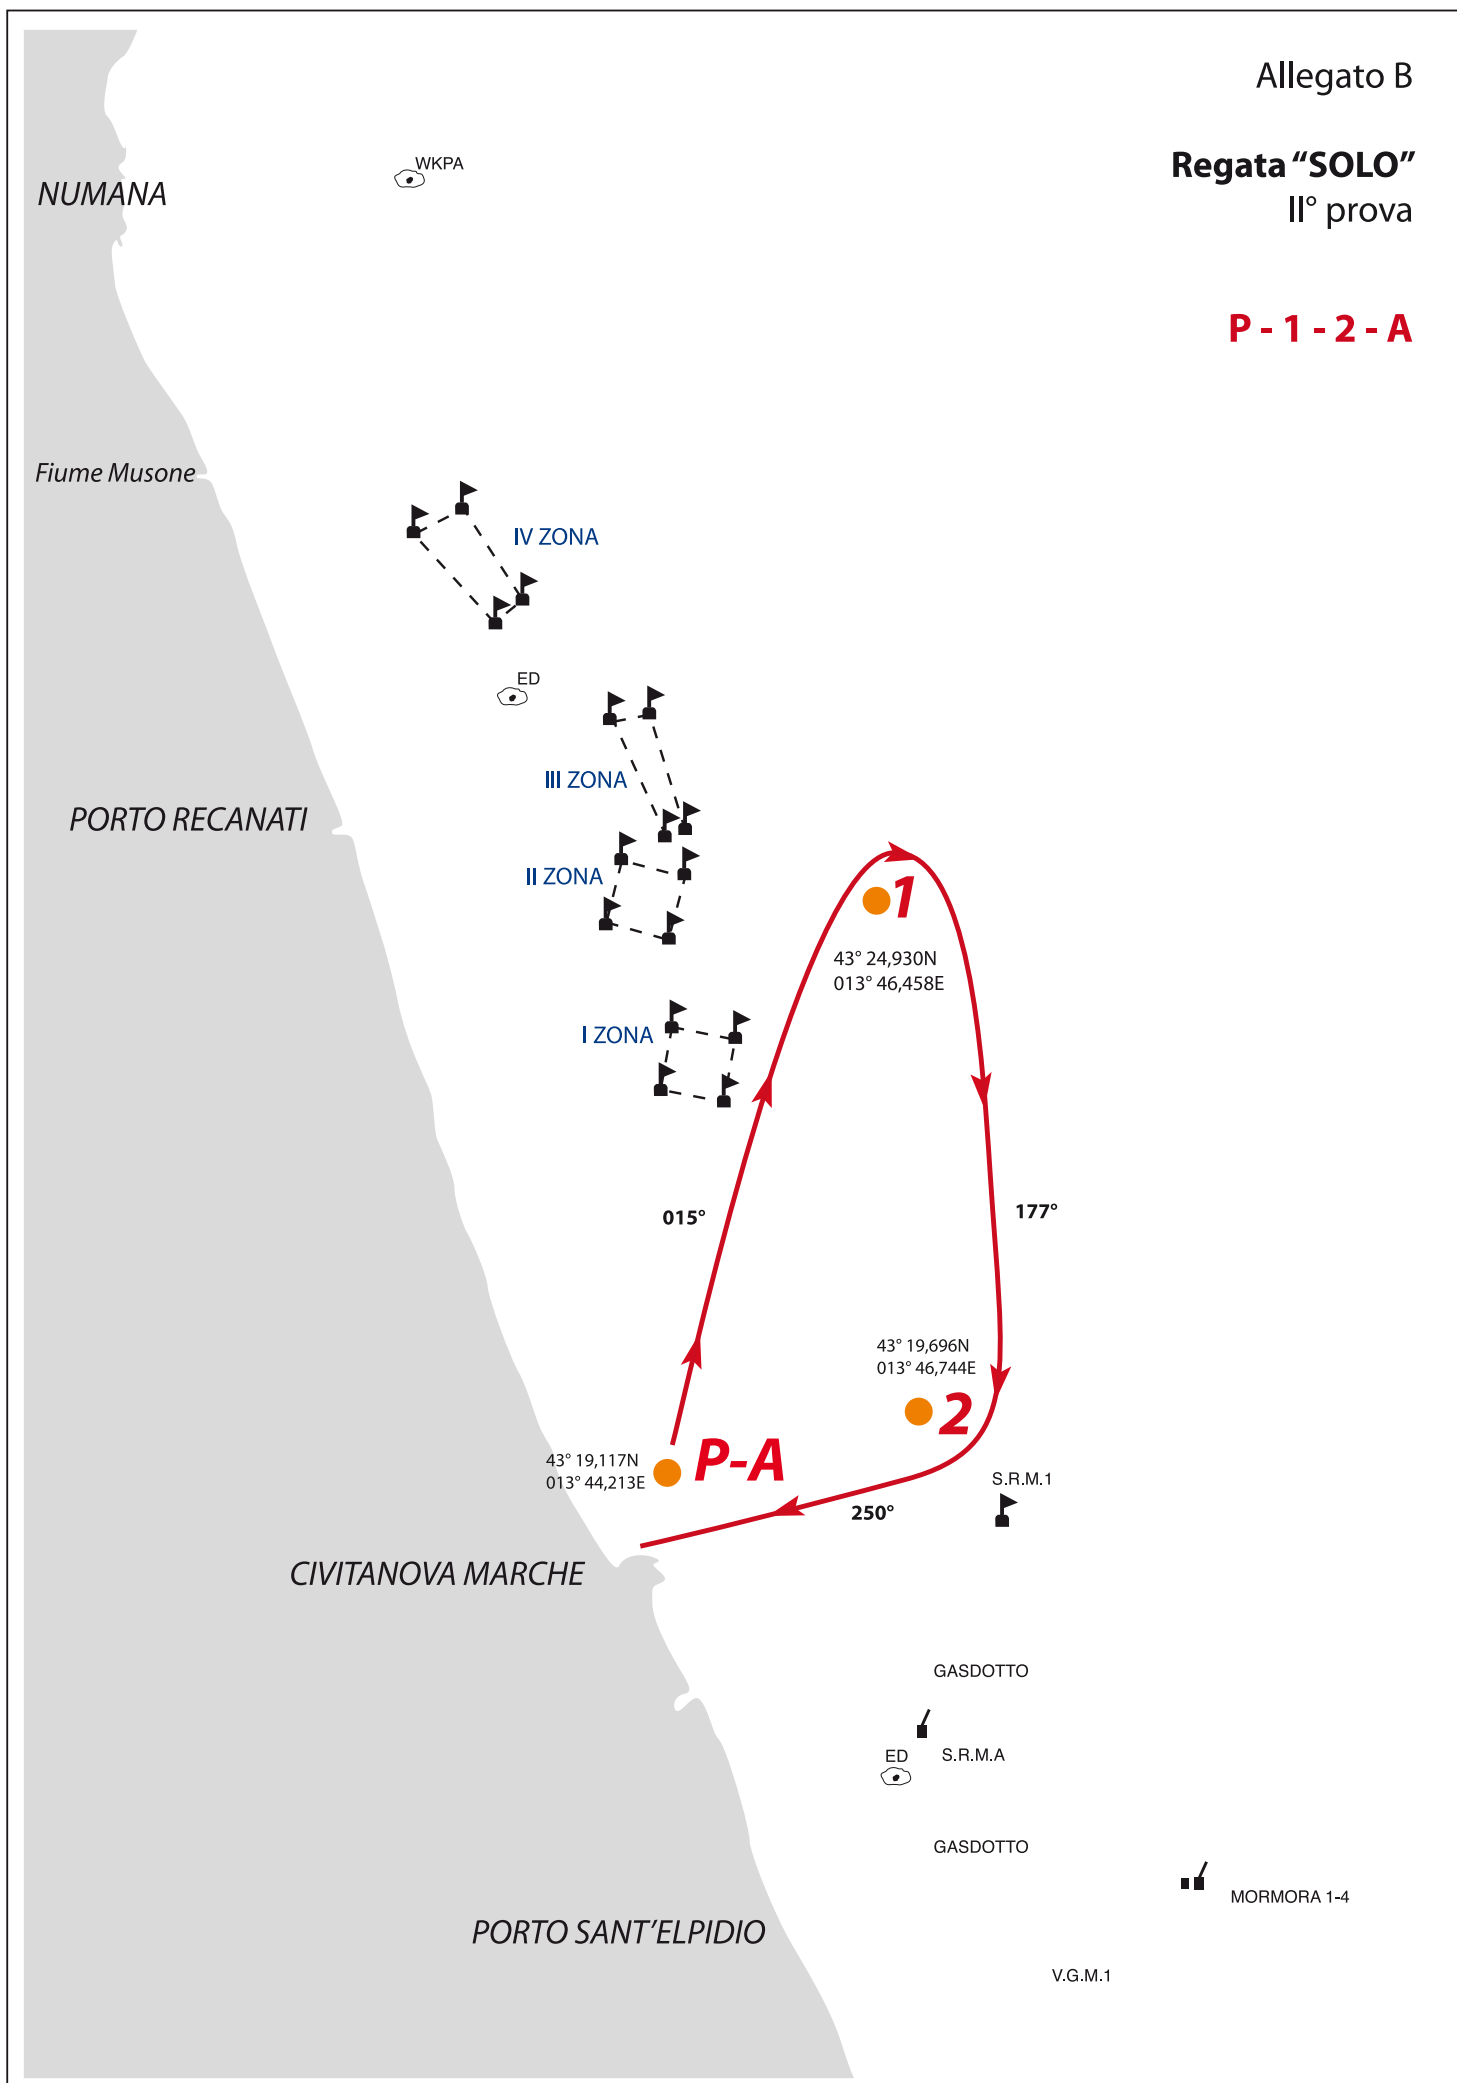 Allegato B
Regata “SOLO”
II° prova
P - 1 - 2 - A
WKPA
NUMANA
Fiume Musone
IV ZONA
ED
III ZONA
PORTO RECANATI
II ZONA
1
43° 24,930N
013° 46,458E
I ZONA
015°
177°
43° 19,696N
013° 46,744E
2
P-A
43° 19,117N
013° 44,213E
S.R.M.1
250°
CIVITANOVA MARCHE
GASDOTTO
ED
S.R.M.A
GASDOTTO
MORMORA 1-4
PORTO SANT'ELPIDIO
V.G.M.1